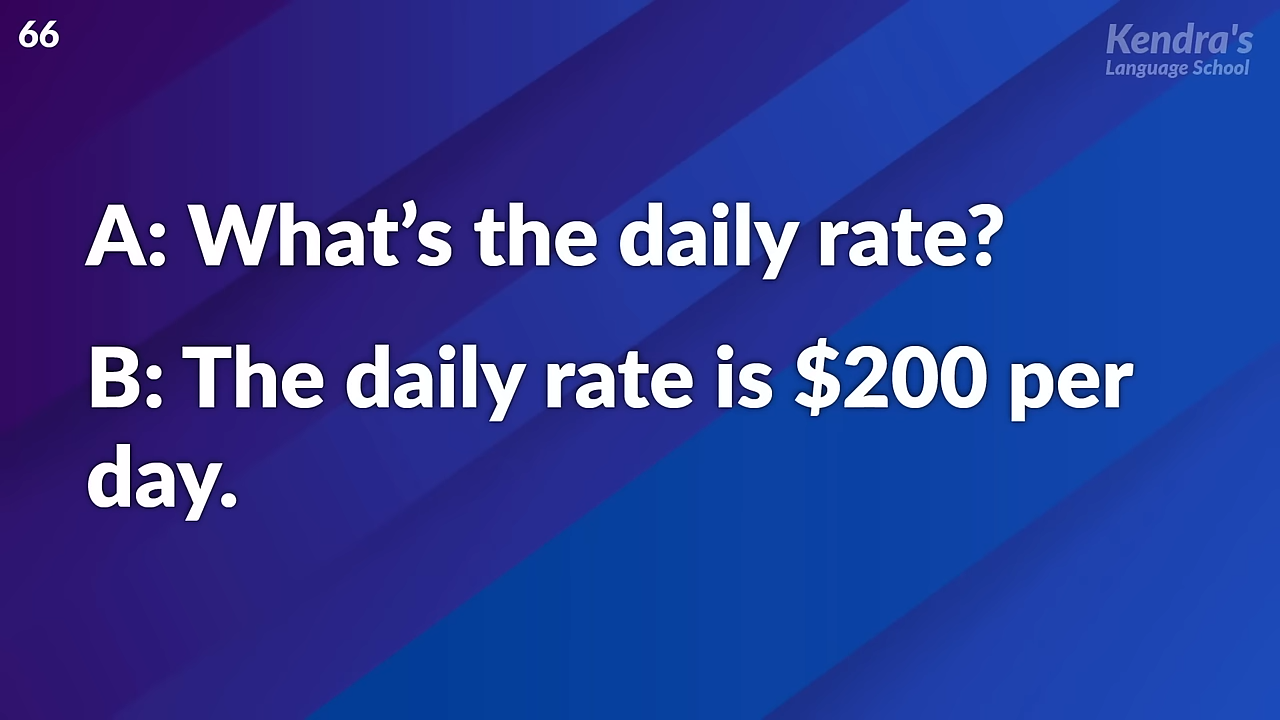 66
Kendra's
Language School
A: What’s the daily rate?
B: The daily rate is $200 per
day.